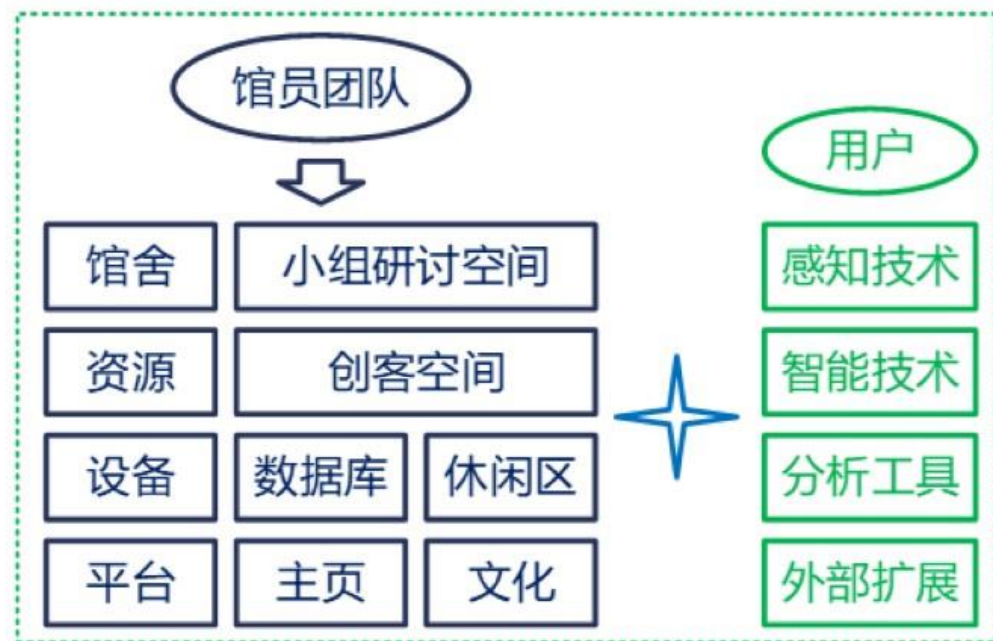 馆员团队
用户
馆舍
小组研讨空间
感知技术
资源
创客空间
智能技术
设备
数据库
休闲区
分析工具
平台
主页
文化
外部扩展